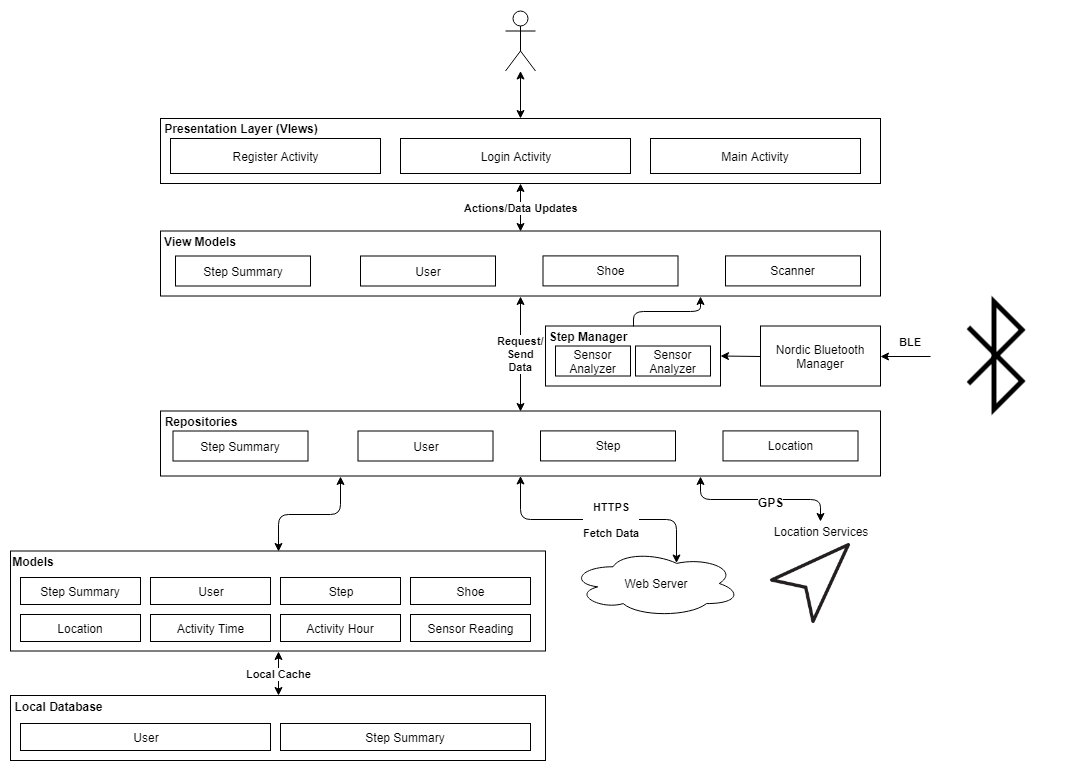 Presentation Layer (VIews)
Register Activity
Login Activity
Main Activity
Actions/Data Updates
View Models
Step Summary
User
Shoe
Scanner
Request/
Send
Data
Step Manager
Sensor
Analyzer
Sensor
Analyzer
Nordic Bluetooth
Manager
BLE
Repositories
Step Summary
User
Step
Location
HTTPS
Fetch Data
GPS
Location Services
Web Server
Models
Step Summary
User
Step
Shoe
Location
Activity Time
Activity Hour
Sensor Reading
Local Cache
Local Database
User
Step Summary